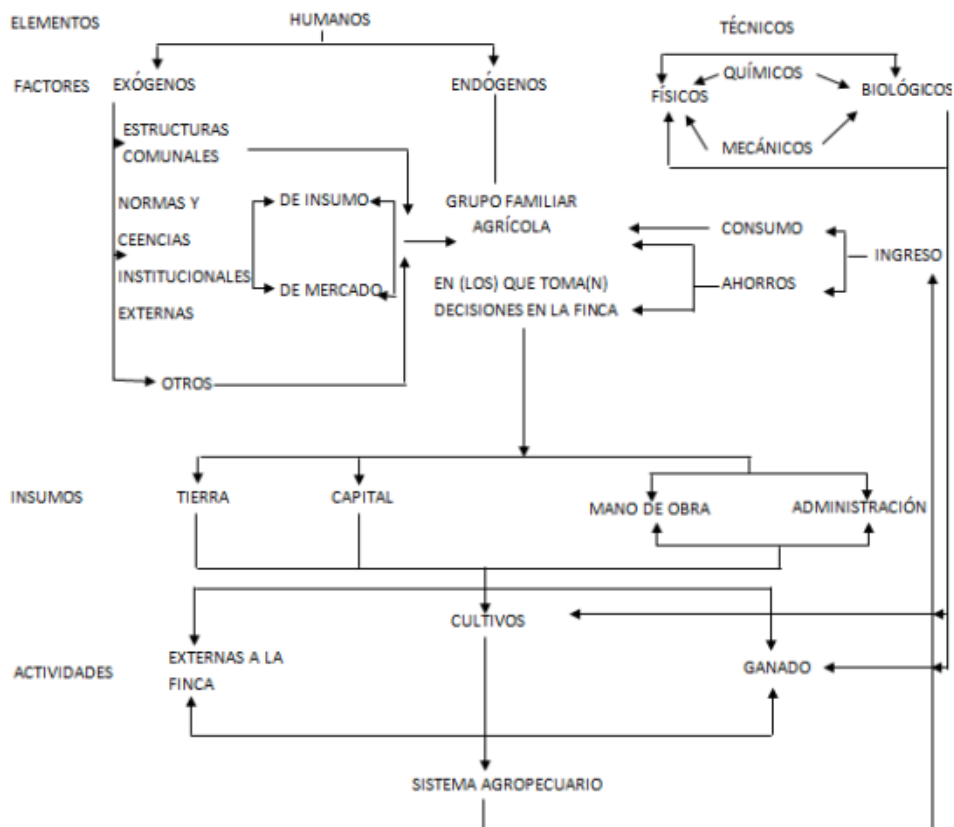 ELEMENTOS
HUMANOS
TÉCNICOS
FACTORES
EXÓGENOS
ENDÓGENOS
FÍSICOS
QUÍMICOS
BIOLÓGICOS
MECÁNICOS
ESTRUCTURAS
COMUNALES
NORMAS Y
CEENCIAS
INSTITUCIONALES
EXTERNAS
DE INSUMO
DE MERCADO
OTROS
GRUPO FAMILIAR
AGRÍCOLA
EN (LOS) QUE TOMA(N)
DECISIONES EN LA FINCA
CONSUMO
AHORROS
INGRESO
INSUMOS
TIERRA
CAPITAL
MANO DE OBRA
ADMINISTRACIÓN
ACTIVIDADES
EXTERNAS A LA
FINCA
CULTIVOS
GANADO
SISTEMA AGROPECUARIO